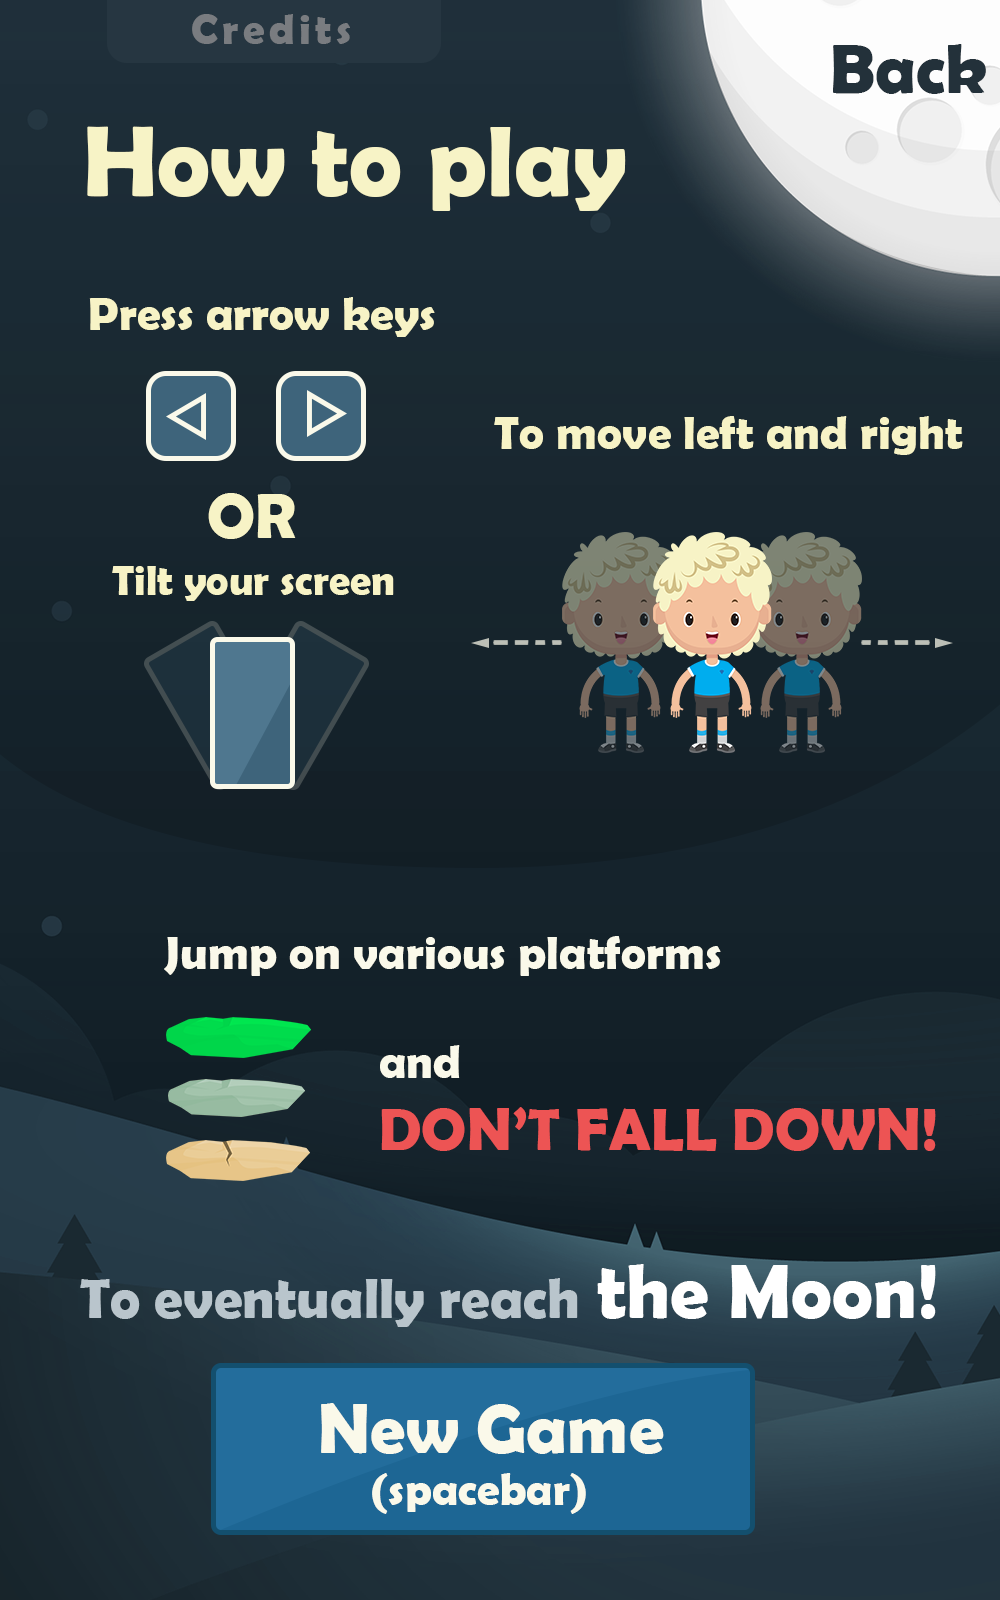 Credits
Back
How to play
Press arrow keys
To move left and right
OR
Tilt your screen
Jump on various platforms
and
DON'T FALL DOWN!
To eventually reach the Moon!
New Game
(spacebar)